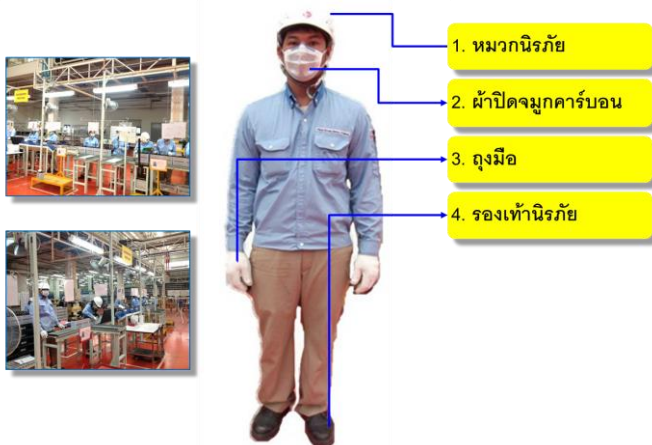 1. หมวกนิรภัย
2. ผ้าปิดจมูกคาร์บอน
3. ถุงมือ
4. รองเท้านิรภัย